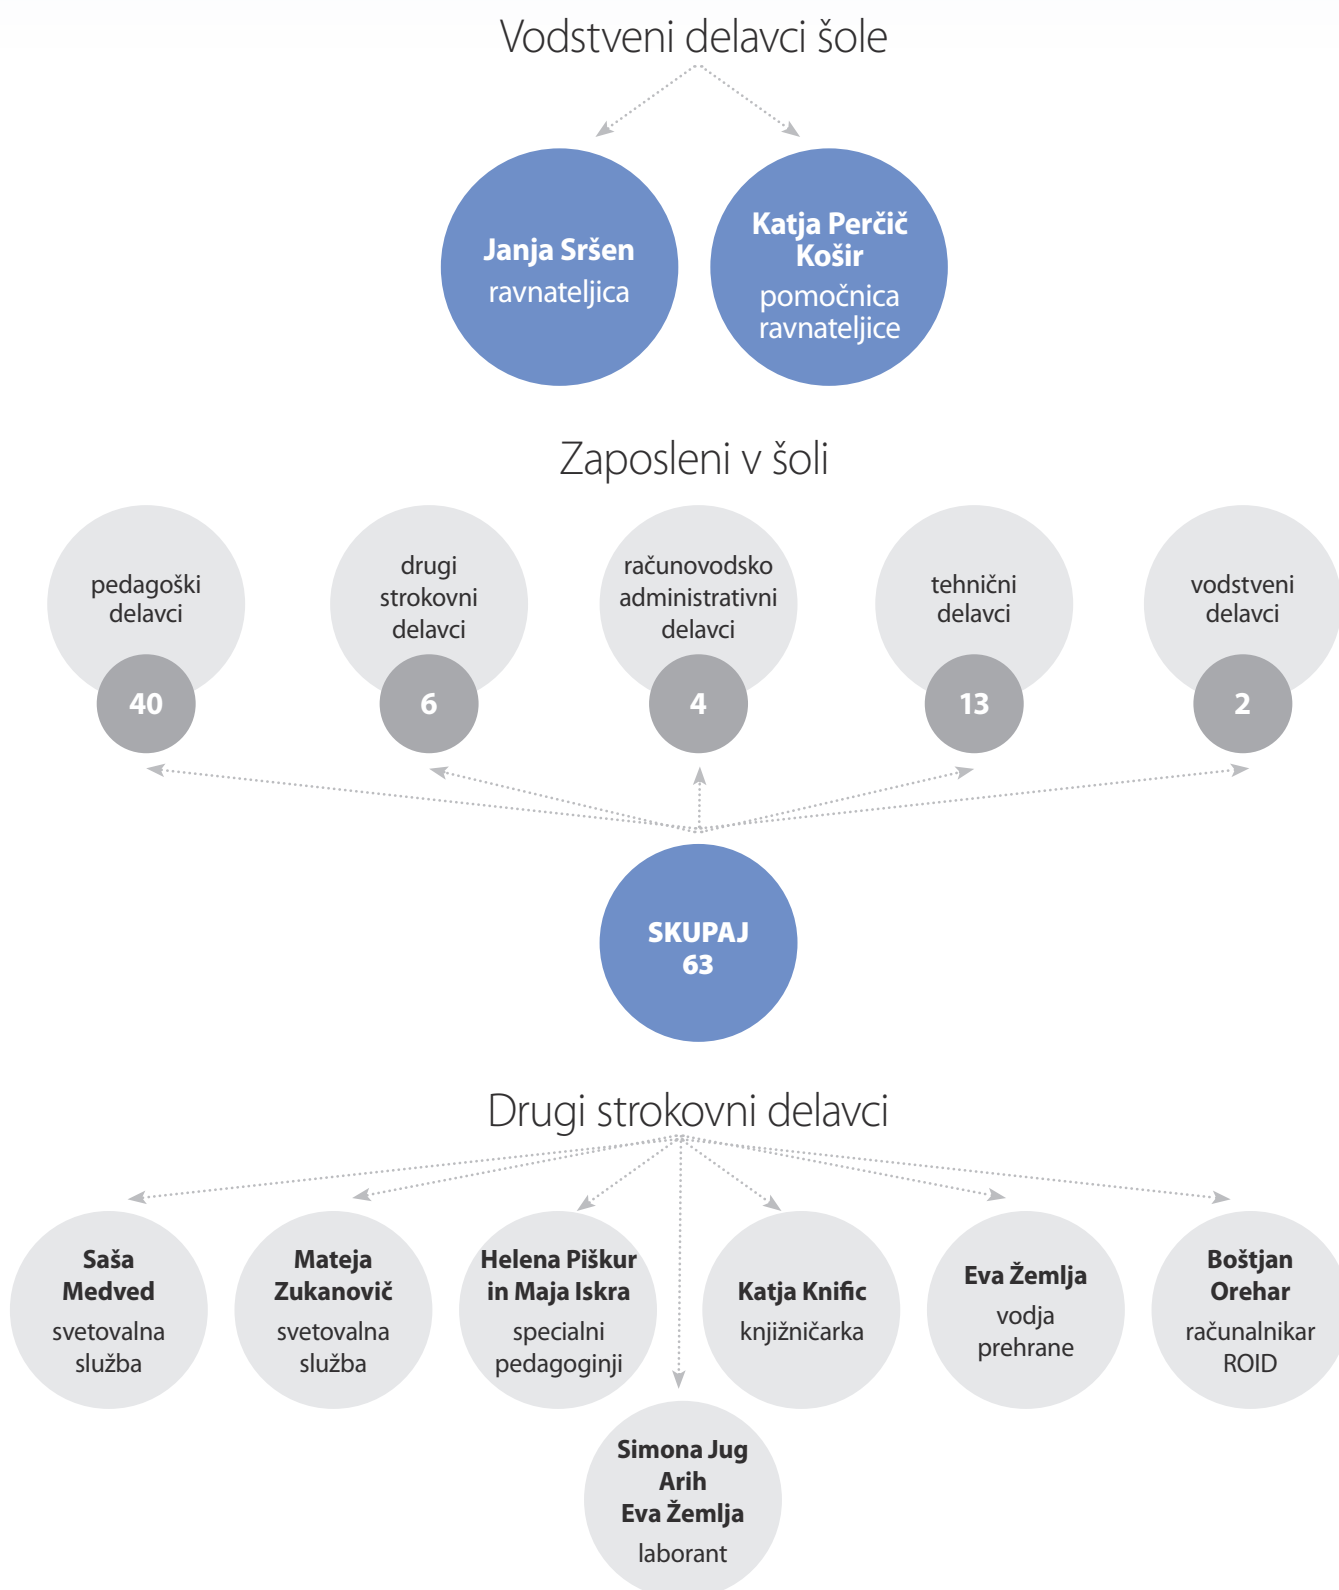 Vodstveni delavci šole
Janja Sršen
ravnateljica
Katja Perčič
Košir
pomočnica
ravnateljice
Zaposleni v šoli
pedagoški
delavci
40
drugi
strokovni
delavci
6
računovodsko
administrativni
delavci
4
tehnični
delavci
13
vodstveni
delavci
2
SKUPAJ
63
Drugi strokovni delavci
Saša
Medved
svetovalna
služba
Mateja
Zukanovič
svetovalna
služba
Helena Piškur
in Maja Iskra
specialni
pedagoginji
Katja Knific
knjižničarka
Eva Žemlja
vodja
prehrane
Boštjan
Orehar
računalnikar
ROID
Simona Jug
Arih
Eva Žemlja
laborant